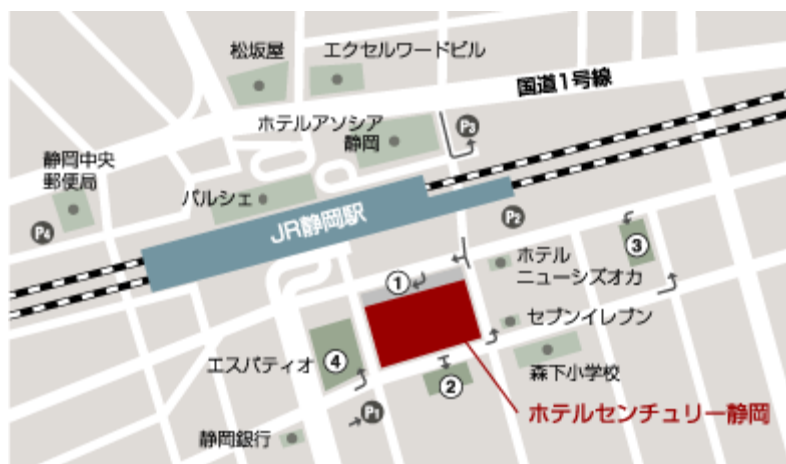 松坂屋
エクセルワードビル
国道1号線
ホテルアソシア
静岡
P3
静岡中央
郵便局
パルシェ
P4
JR静岡駅
P2
ホテル
ニューシズオカ
③
①
セブンイレブン
エスパティオ
④
②
森下小学校
P1
ホテルセンチュリー静岡
静岡銀行